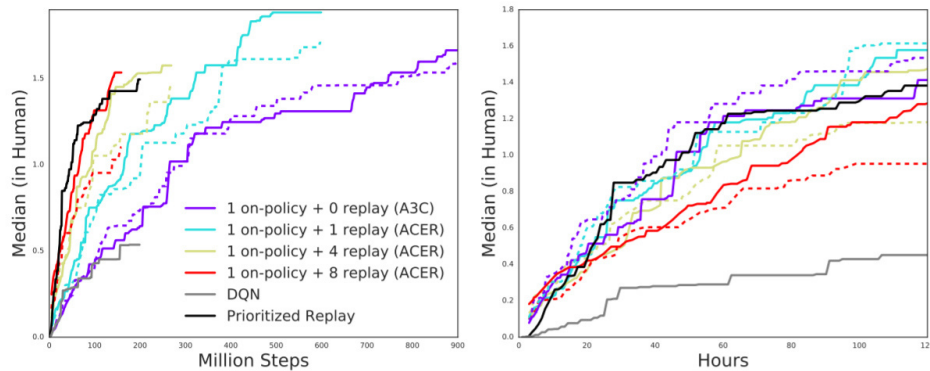 Median (in Human)
1.5
1.0
0.5
0.0
0 100 200 300 400 500 600 700 800 900
Million Steps
1 on-policy + 0 replay (A3C)
1 on-policy + 1 replay (ACER)
1 on-policy + 4 replay (ACER)
1 on-policy + 8 replay (ACER)
DQN
Prioritized Replay
Median (in Human)
1.8
1.6
1.4
1.2
1.0
0.8
0.6
0.4
0.2
0.0
0 20 40 60 80 100 120
Hours